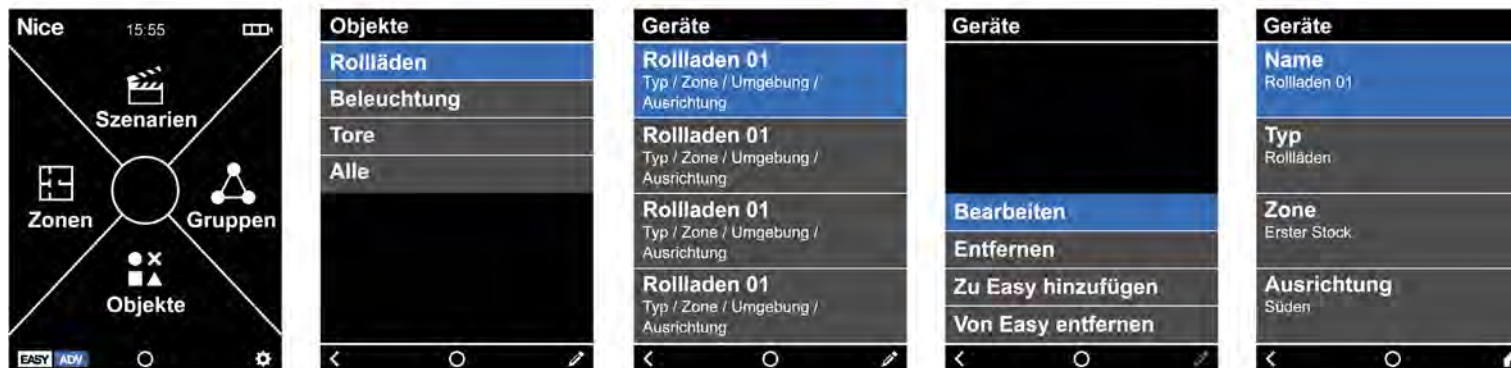 Nice
15:55
Szenarien
Zonen
Gruppen
Objekte
EASY ADV
Objekte
Rollläden
Beleuchtung
Tore
Alle
Geräte
Rollladen 01
Typ / Zone / Umgebung /
Ausrichtung
Rollladen 01
Typ / Zone / Umgebung /
Ausrichtung
Rollladen 01
Typ / Zone / Umgebung /
Ausrichtung
Rollladen 01
Typ / Zone / Umgebung /
Ausrichtung
Geräte
Bearbeiten
Entfernen
Zu Easy hinzufügen
Von Easy entfernen
Geräte
Name
Rollladen 01
Typ
Rollläden
Zone
Erster Stock
Ausrichtung
Süden